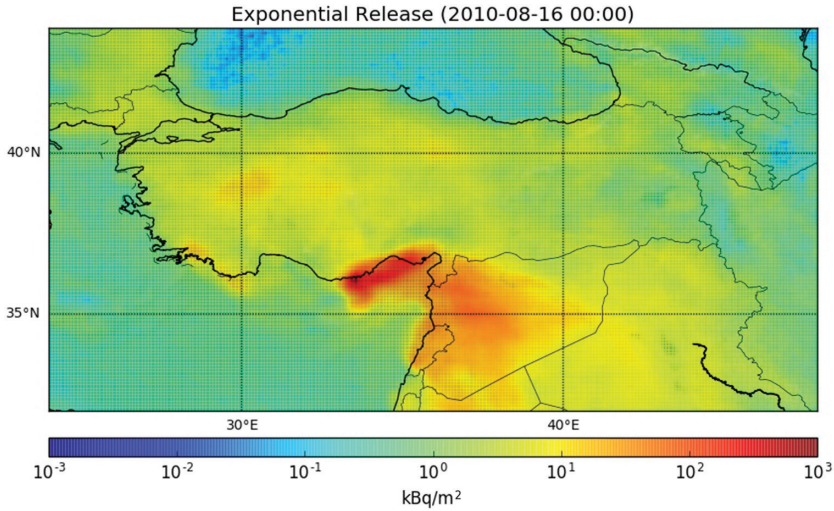 Exponential Release (2010-08-16 00:00)
40°N
35°N
30°E 40°E
10⁻³ 10⁻² 10⁻¹ 10⁰ 10¹ 10² 10³
kBq/m²